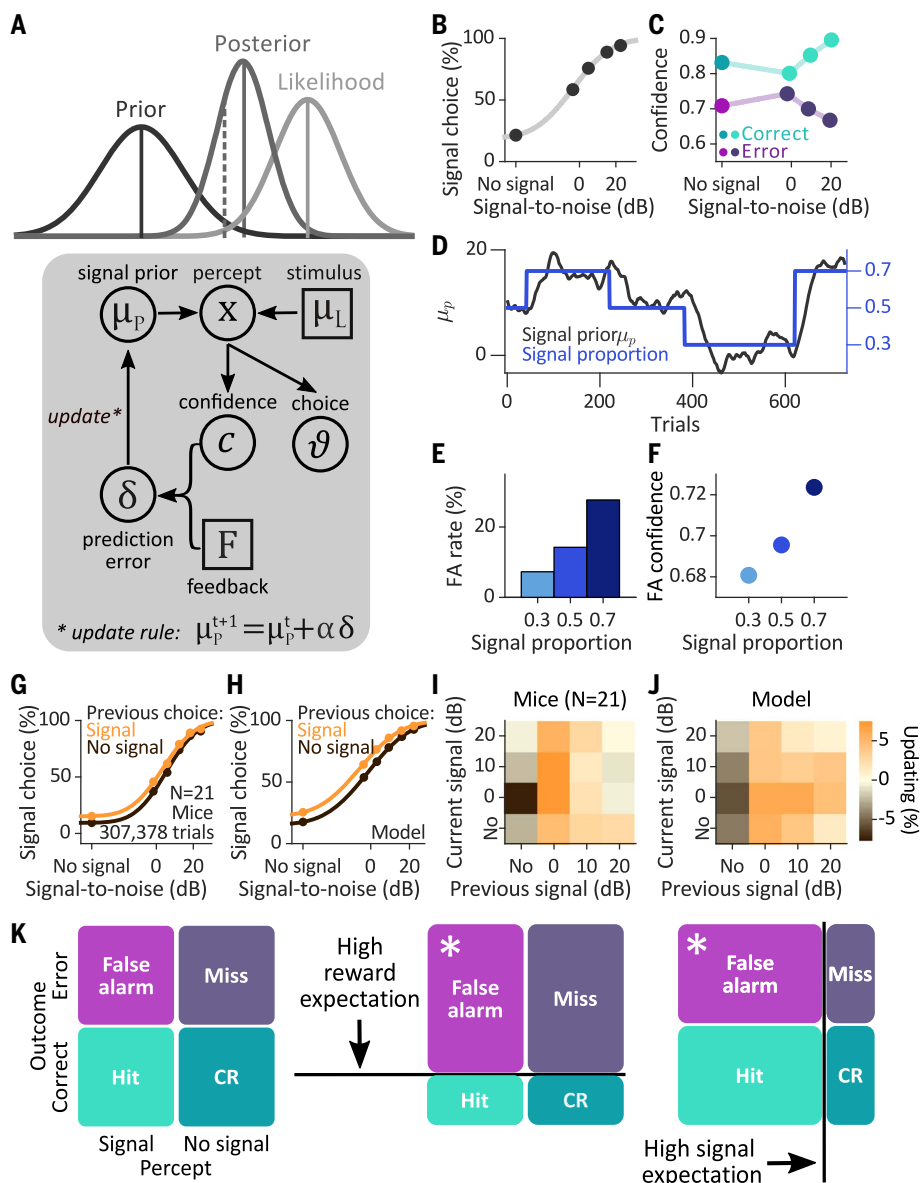 A
Prior
Posterior
Likelihood
signal prior
percept
stimulus
μP
x
μL
update*
confidence
choice
c
ϑ
δ
prediction
error
F
feedback
* update rule: μP^t+1 = μP^t + αδ
B
Signal choice (%)
100
50
0
No signal
0
20
Signal-to-noise (dB)
C
Confidence
0.9
0.8
0.7
0.6
Correct
Error
No signal
0
20
Signal-to-noise (dB)
D
μp
20
0
0.7
0.5
0.3
Signal prior μp
Signal proportion
0
200
400
600
Trials
E
FA rate (%)
20
0
0.3 0.5 0.7
Signal proportion
F
FA confidence
0.72
0.7
0.68
0.3 0.5 0.7
Signal proportion
G
Signal choice (%)
100
50
0
Previous choice:
Signal
No signal
N=21
Mice
307,378 trials
No signal
0
20
Signal-to-noise (dB)
H
Signal choice (%)
100
50
0
Previous choice:
Signal
No signal
Model
No signal
0
20
Signal-to-noise (dB)
I
Mice (N=21)
Current signal (dB)
20
10
0
No
No 0 10 20
Previous signal (dB)
J
Model
Current signal (dB)
20
10
0
No
No 0 10 20
Previous signal (dB)
5
0
-5
Updating (%)
K
Outcome
Error
Correct
False
alarm
Miss
Hit
CR
Signal
No signal
Percept
High
reward
expectation
*
False
alarm
Miss
Hit
CR
*
False
alarm
Miss
Hit
CR
High signal
expectation